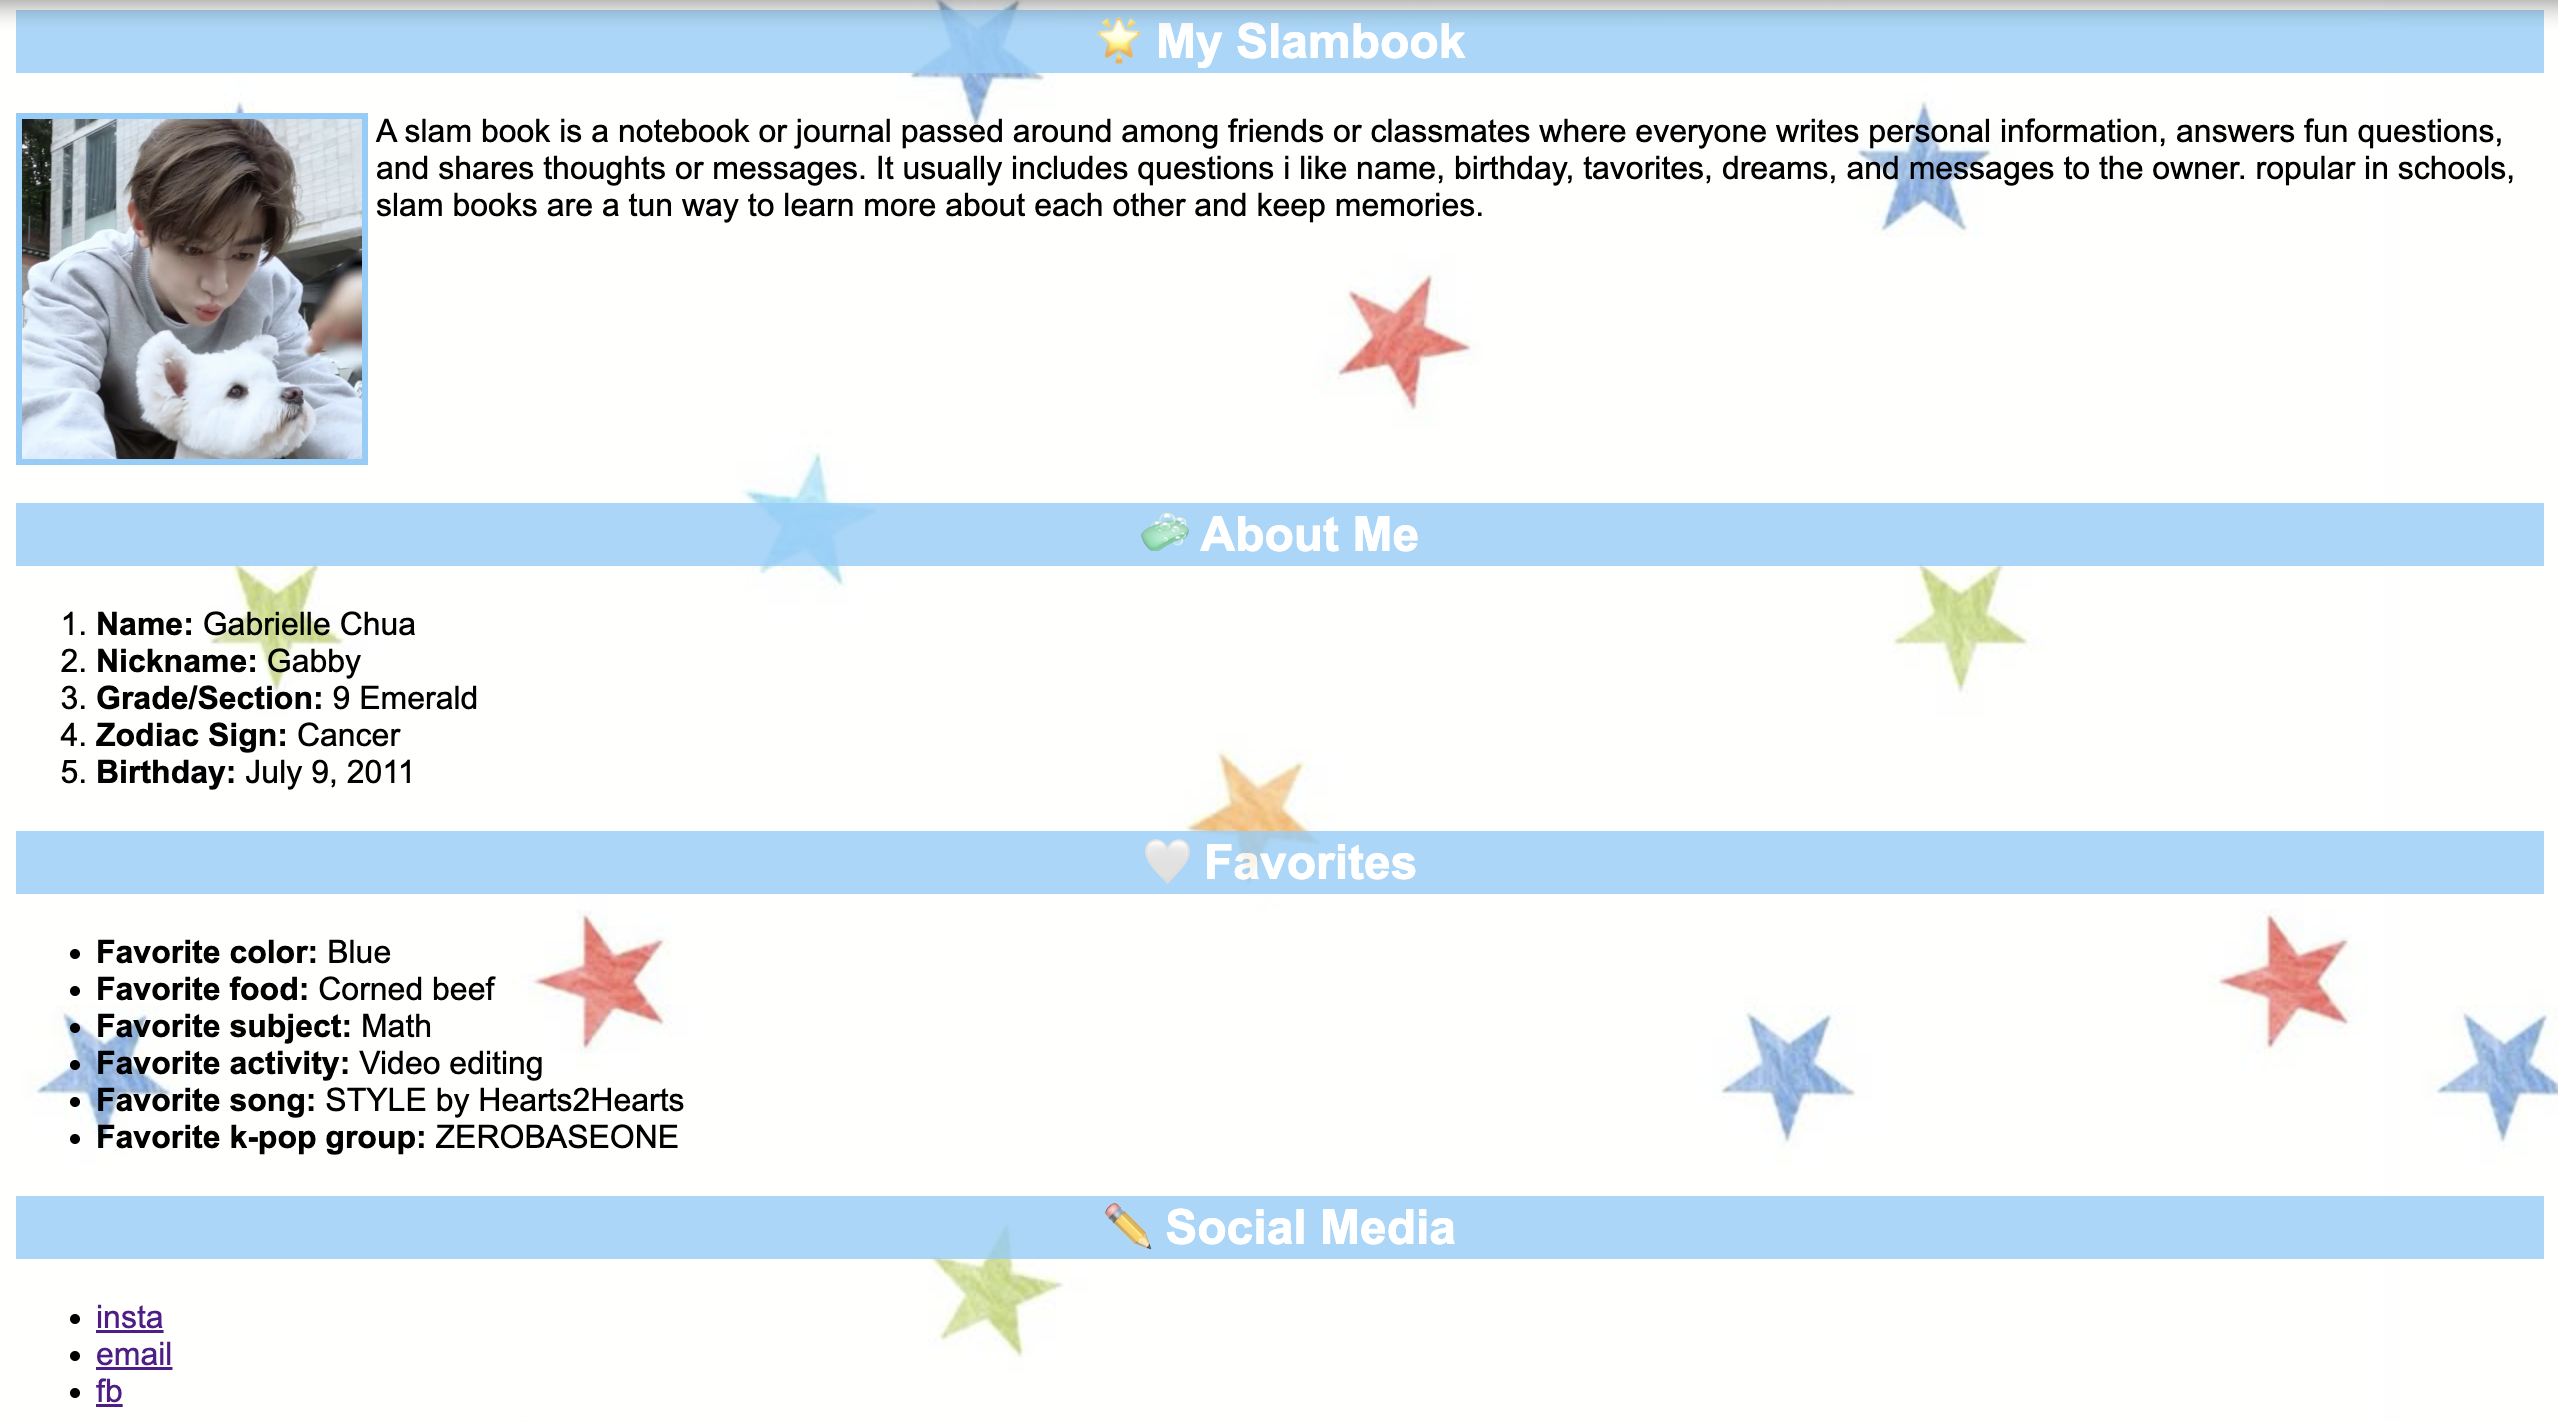 🌟 My Slambook
A slam book is a notebook or journal passed around among friends or classmates where everyone writes personal information, answers fun questions,
and shares thoughts or messages. It usually includes questions i like name, birthday, tavorites, dreams, and messages to the owner. ropular in schools,
slam books are a tun way to learn more about each other and keep memories.
🧼 About Me
1. Name: Gabrielle Chua
2. Nickname: Gabby
3. Grade/Section: 9 Emerald
4. Zodiac Sign: Cancer
5. Birthday: July 9, 2011
🤍 Favorites
• Favorite color: Blue
• Favorite food: Corned beef
• Favorite subject: Math
• Favorite activity: Video editing
• Favorite song: STYLE by Hearts2Hearts
• Favorite k-pop group: ZEROBASEONE
✏️ Social Media
• insta
• email
• fb